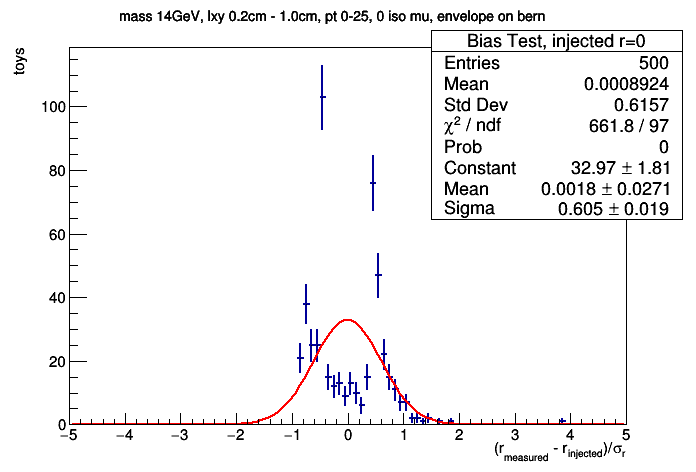 mass 14GeV, lxy 0.2cm - 1.0cm, pt 0-25, 0 iso mu, envelope on bern
toys
Bias Test, injected r=0
Entries 500
Mean 0.0008924
Std Dev 0.6157
χ² / ndf 661.8 / 97
Prob 0
Constant 32.97 ± 1.81
Mean 0.0018 ± 0.0271
Sigma 0.605 ± 0.019
100
80
60
40
20
0
−5 −4 −3 −2 −1 0 1 2 3 4 5
(r_measured - r_injected)/σ_r